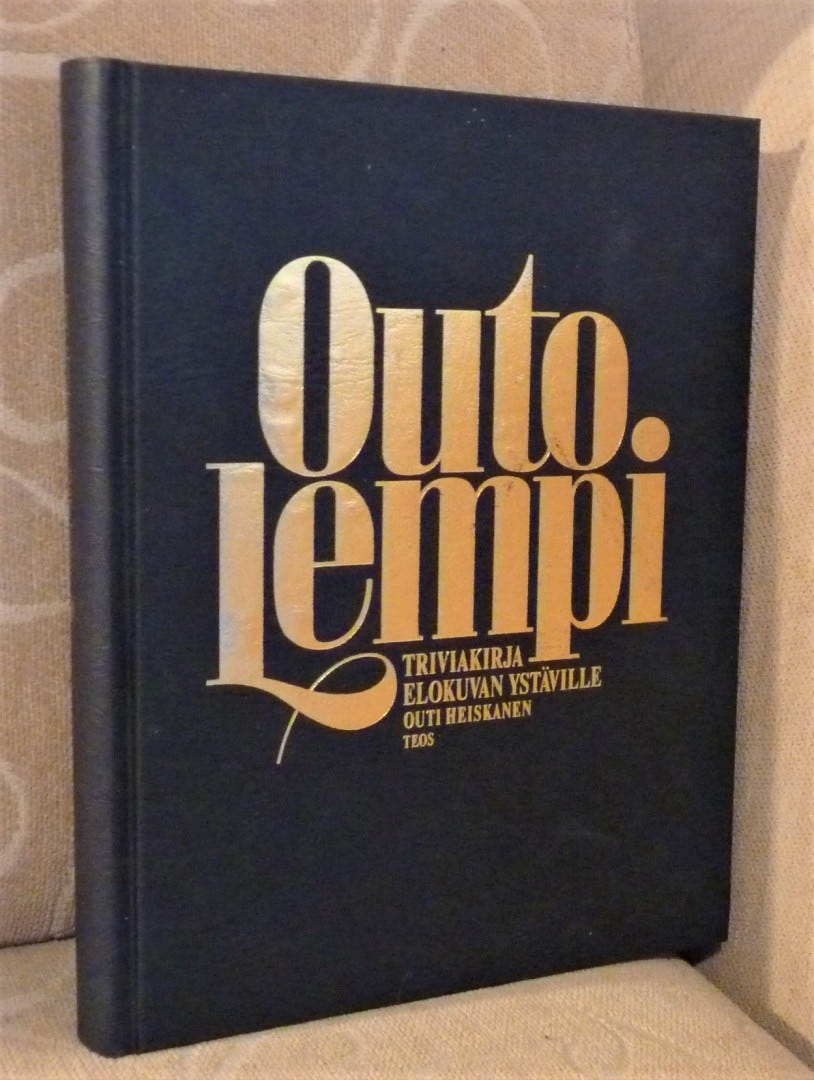 Outo
Lempi
TRIVIAKIRJA
ELOKUVAN YSTÄVILLE
OUTI HEISKANEN
TEOS